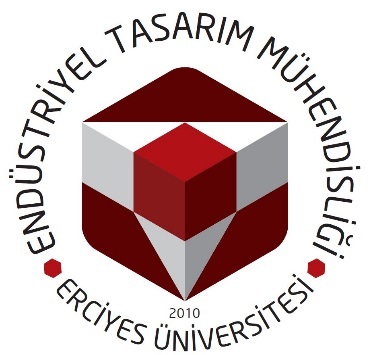 ENDÜSTRİYEL TASARIM MÜHENDİSLİĞİ
2010
ERCİYES ÜNİVERSİTESİ